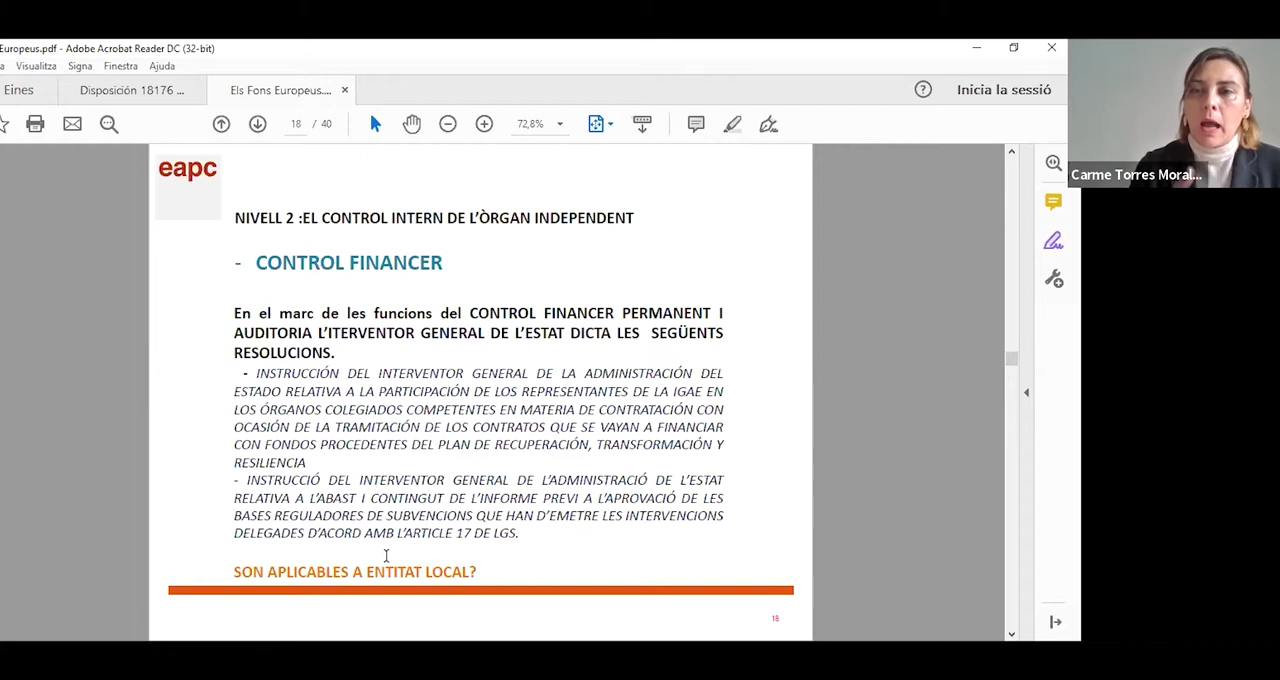 Europeus.pdf - Adobe Acrobat Reader DC (32-bit)
a Visualitza Signa Finestra Ajuda
Eines Disposición 18176 ... Els Fons Europeus.... × Inicia la sessió
18 / 40 72,8%
Carme Torres Moral...
eapc
NIVELL 2 :EL CONTROL INTERN DE L'ÒRGAN INDEPENDENT
- CONTROL FINANCER
En el marc de les funcions del CONTROL FINANCER PERMANENT I
AUDITORIA L'ITERVENTOR GENERAL DE L'ESTAT DICTA LES SEGÜENTS
RESOLUCIONS.
- INSTRUCCIÓN DEL INTERVENTOR GENERAL DE LA ADMINISTRACIÓN DEL
ESTADO RELATIVA A LA PARTICIPACIÓN DE LOS REPRESENTANTES DE LA IGAE EN
LOS ÓRGANOS COLEGIADOS COMPETENTES EN MATERIA DE CONTRATACIÓN CON
OCASIÓN DE LA TRAMITACIÓN DE LOS CONTRATOS QUE SE VAYAN A FINANCIAR
CON FONDOS PROCEDENTES DEL PLAN DE RECUPERACIÓN, TRANSFORMACIÓN Y
RESILIENCIA
- INSTRUCCIÓ DEL INTERVENTOR GENERAL DE L'ADMINISTRACIÓ DE L'ESTAT
RELATIVA A L'ABAST I CONTINGUT DE L'INFORME PREVI A L'APROVACIÓ DE LES
BASES REGULADORES DE SUBVENCIONS QUE HAN D'EMETRE LES INTERVENCIONS
DELEGADES D'ACORD AMB L'ARTICLE 17 DE LGS.
SON APLICABLES A ENTITAT LOCAL?
18